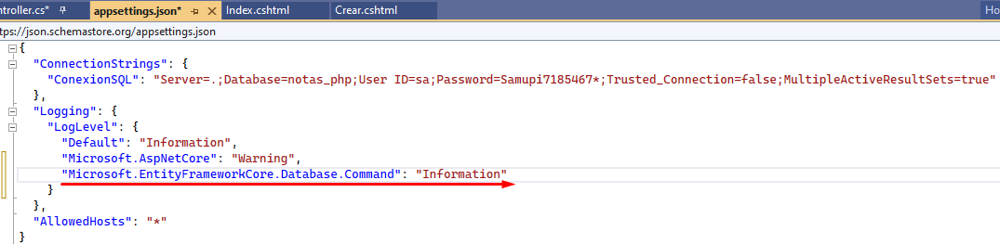 ntroller.cs*
appsettings.json*
Index.cshtml
Crear.cshtml
Ho
tps://json.schemastore.org/appsettings.json
{
"ConnectionStrings": {
"ConexionSQL": "Server=.;Database=notas_php;User ID=sa;Password=Samupi7185467*;Trusted_Connection=false;MultipleActiveResultSets=true"
},
"Logging": {
"LogLevel": {
"Default": "Information",
"Microsoft.AspNetCore": "Warning",
"Microsoft.EntityFrameworkCore.Database.Command": "Information"
}
},
"AllowedHosts": "*"
}